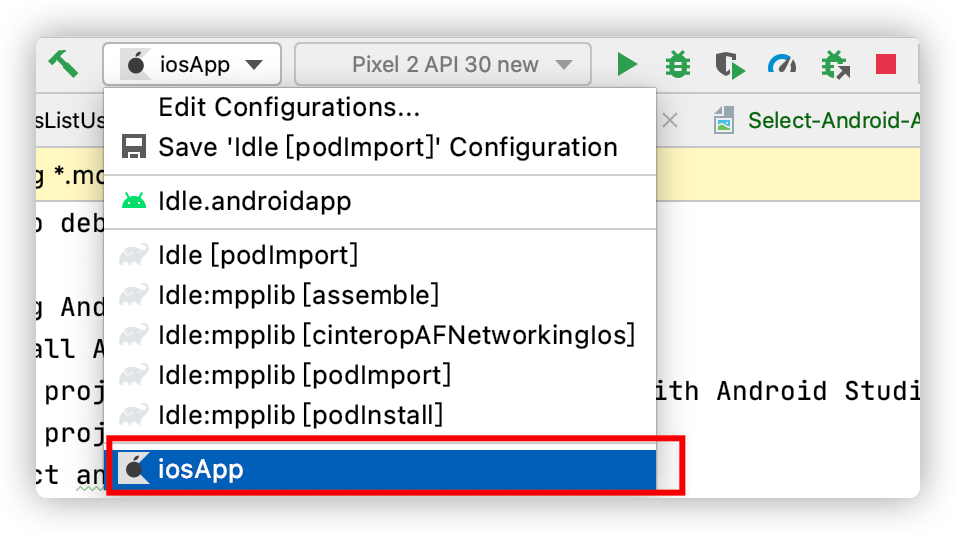 iosApp
Pixel 2 API 30 new
Edit Configurations...
sListUs
Select-Android-A
Save 'Idle [podImport]' Configuration
g *.md
Idle.androidapp
o deb
Idle [podImport]
Idle:mpplib [assemble]
g And
Idle:mpplib [cinteropAFNetworkingIos]
all A
Idle:mpplib [podImport]
proj
ith Android Studi
Idle:mpplib [podInstall]
proj
iosApp
ct an